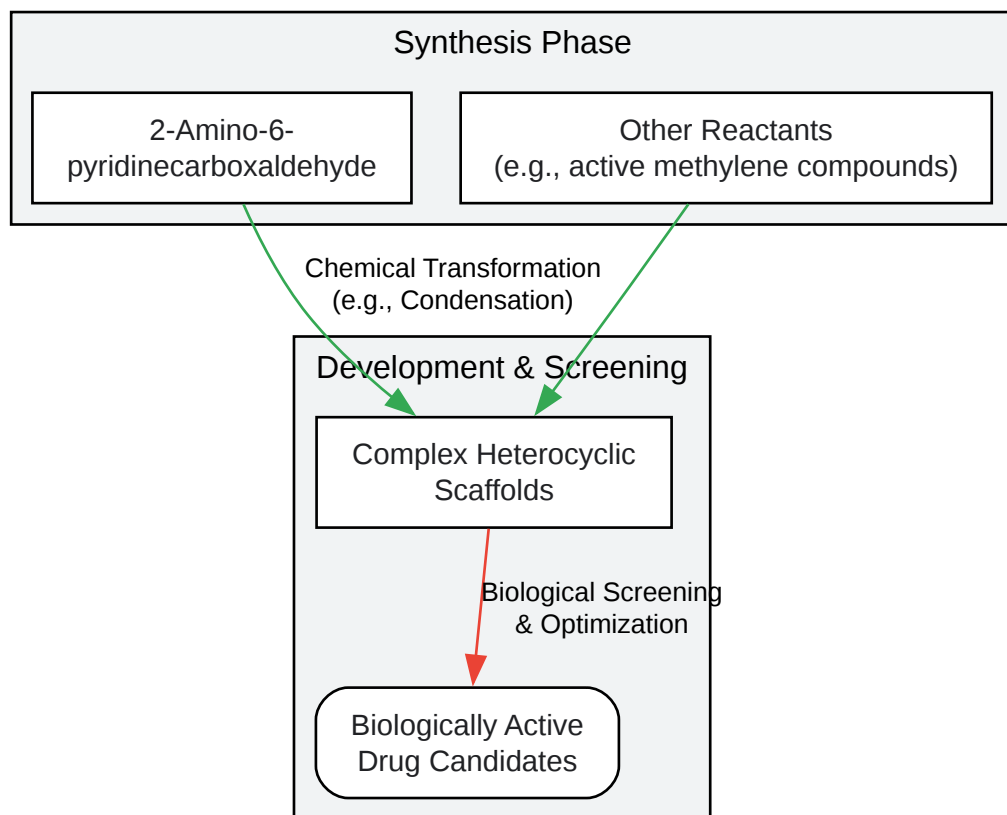 Synthesis Phase
2-Amino-6-
pyridinecarboxaldehyde
Other Reactants
(e.g., active methylene compounds)
Chemical Transformation
(e.g., Condensation)
Development & Screening
Complex Heterocyclic
Scaffolds
Biological Screening
& Optimization
Biologically Active
Drug Candidates